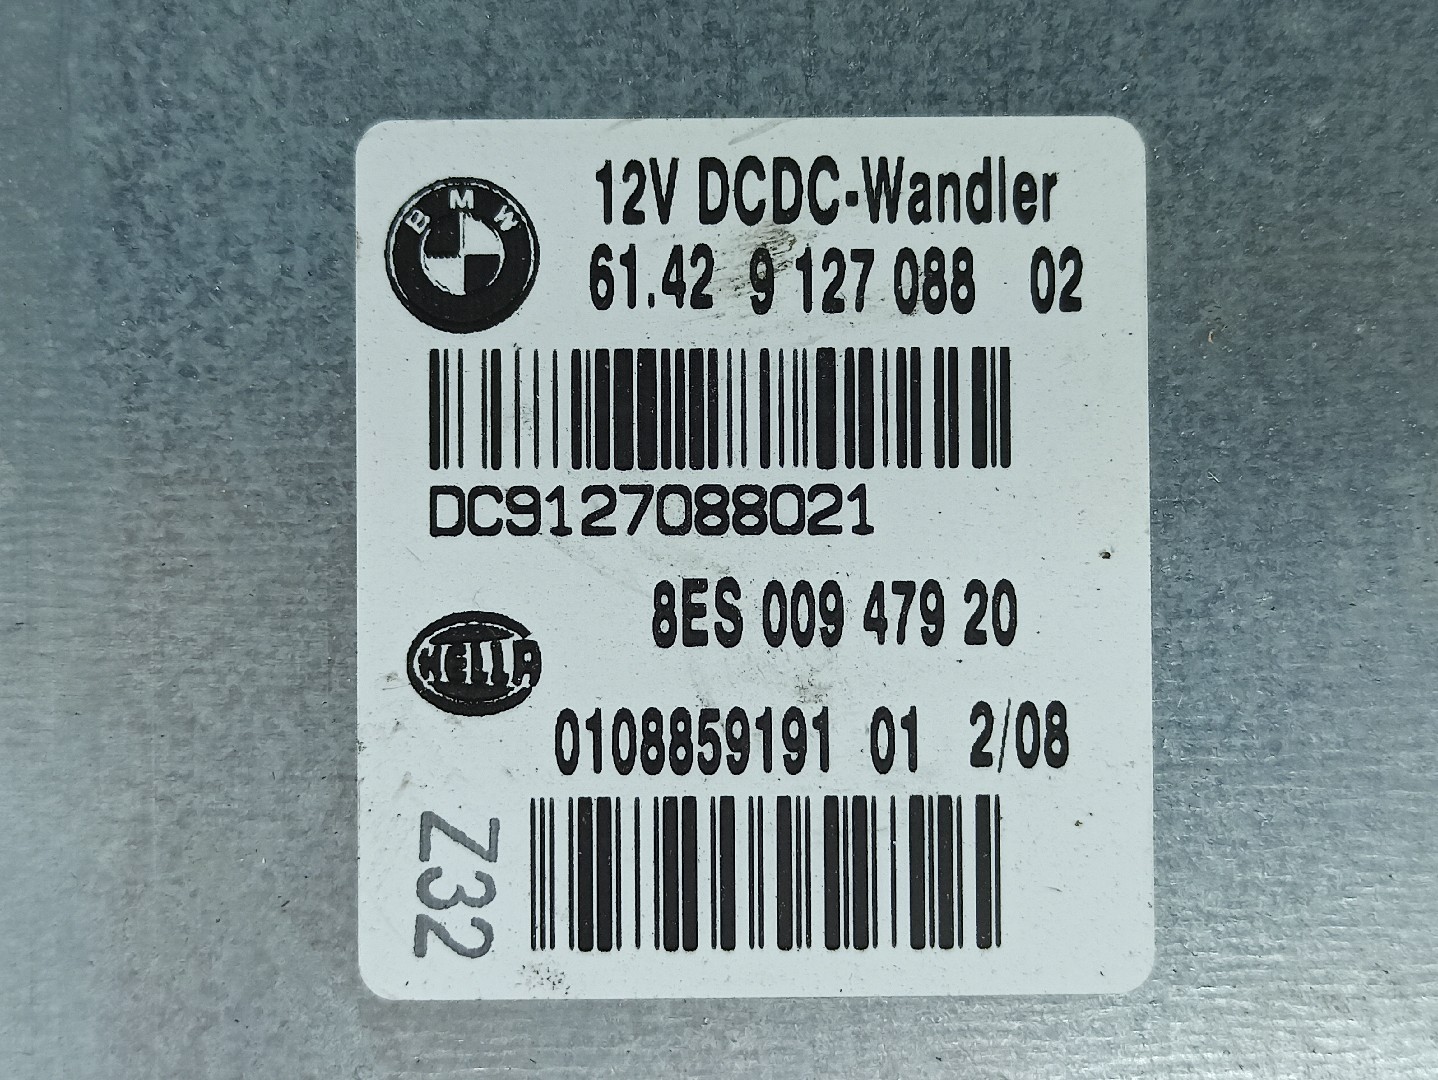 BMW
12V DCDC-Wandler
61.42 9 127 088 02
DC9127088021
8ES 009 479 20
HELLA
0108859191 01 2/08
Z32